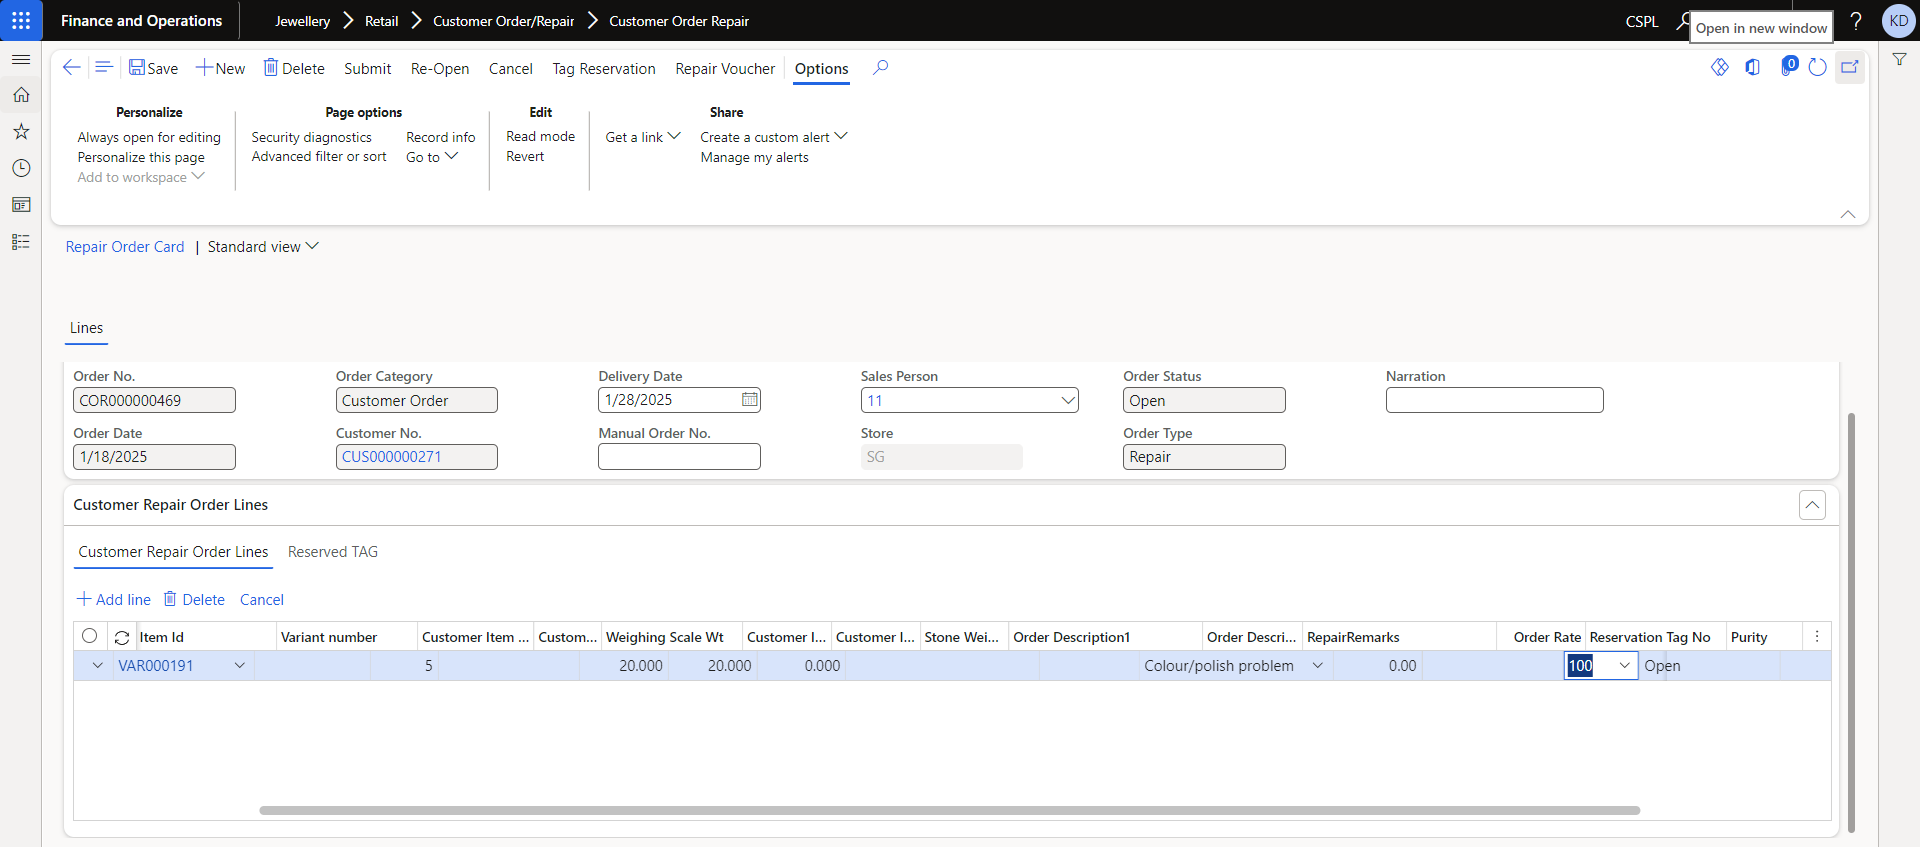 Finance and Operations
Jewellery
Retail
Customer Order/Repair
Customer Order Repair
CSPL
Open in new window
?
KD
Save
New
Delete
Submit
Re-Open
Cancel
Tag Reservation
Repair Voucher
Options
0
Personalize
Always open for editing
Personalize this page
Add to workspace
Page options
Security diagnostics
Advanced filter or sort
Record info
Go to
Edit
Read mode
Revert
Get a link
Share
Create a custom alert
Manage my alerts
Repair Order Card | Standard view
Lines
Order No. Order Category Delivery Date Sales Person Order Status Narration
COR000000469 Customer Order 1/28/2025 11 Open
Order Date Customer No. Manual Order No. Store Order Type
1/18/2025 CUS000000271 SG Repair
Customer Repair Order Lines
Customer Repair Order Lines Reserved TAG
Add line Delete Cancel
Item Id Variant number Customer Item ... Custom... Weighing Scale Wt Customer I... Customer I... Stone Wei... Order Description1 Order Descri... RepairRemarks Order Rate Reservation Tag No Purity
VAR000191 5 20.000 20.000 0.000 Colour/polish problem 0.00 100 Open